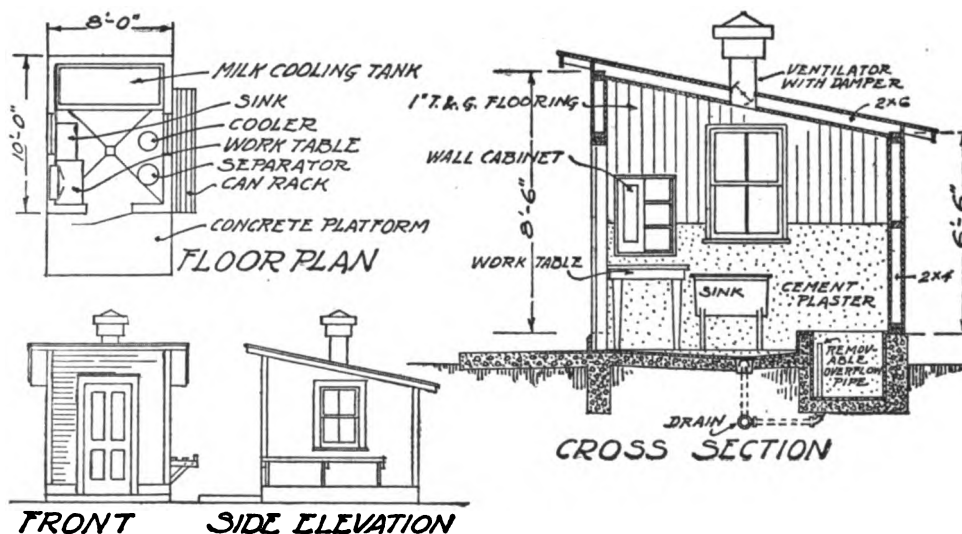 8'-0"
10'-0"
MILK COOLING TANK
SINK
COOLER
WORK TABLE
SEPARATOR
CAN RACK
CONCRETE PLATFORM
FLOOR PLAN
VENTILATOR
WITH DAMPER
2x6
1" T. & G. FLOORING
WALL CABINET
8'-6"
6'-6"
WORK TABLE
SINK
CEMENT
PLASTER
2x4
REMOV-
ABLE
OVERFLOW
PIPE
DRAIN
CROSS SECTION
FRONT
SIDE ELEVATION